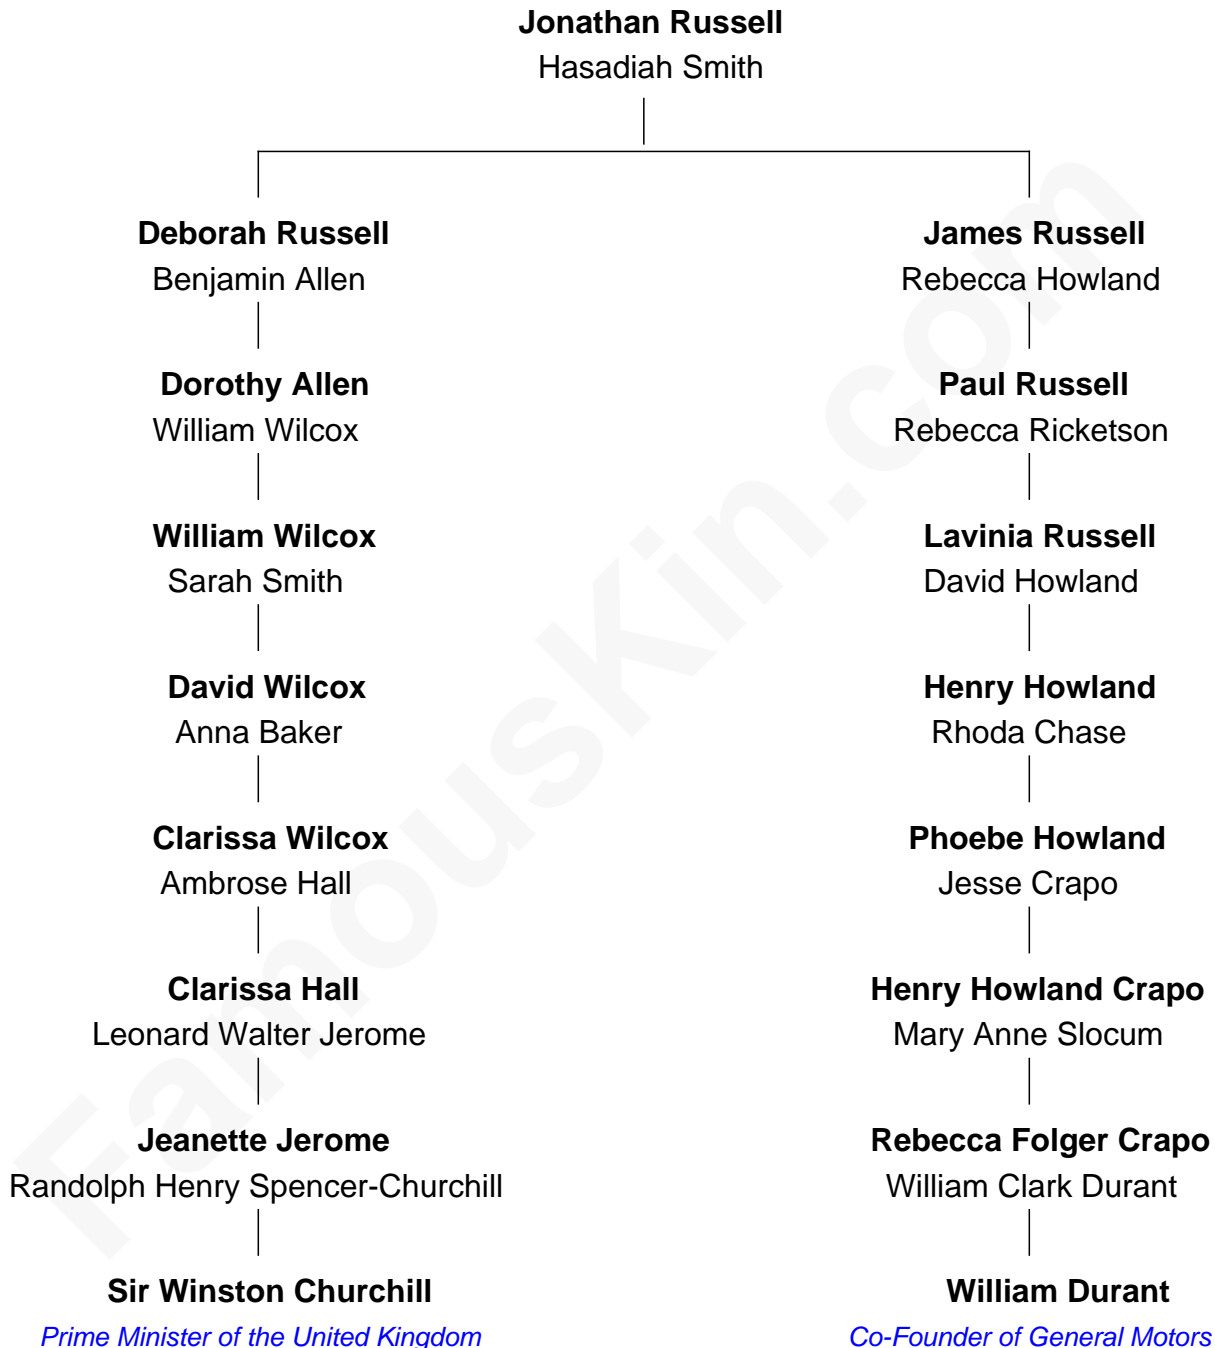 Jonathan Russell
Hasadiah Smith
Deborah Russell
Benjamin Allen
James Russell
Rebecca Howland
Dorothy Allen
William Wilcox
Paul Russell
Rebecca Ricketson
William Wilcox
Sarah Smith
Lavinia Russell
David Howland
David Wilcox
Anna Baker
Henry Howland
Rhoda Chase
Clarissa Wilcox
Ambrose Hall
Phoebe Howland
Jesse Crapo
Clarissa Hall
Leonard Walter Jerome
Henry Howland Crapo
Mary Anne Slocum
Jeanette Jerome
Randolph Henry Spencer-Churchill
Rebecca Folger Crapo
William Clark Durant
Sir Winston Churchill
Prime Minister of the United Kingdom
William Durant
Co-Founder of General Motors
FamousKin.com